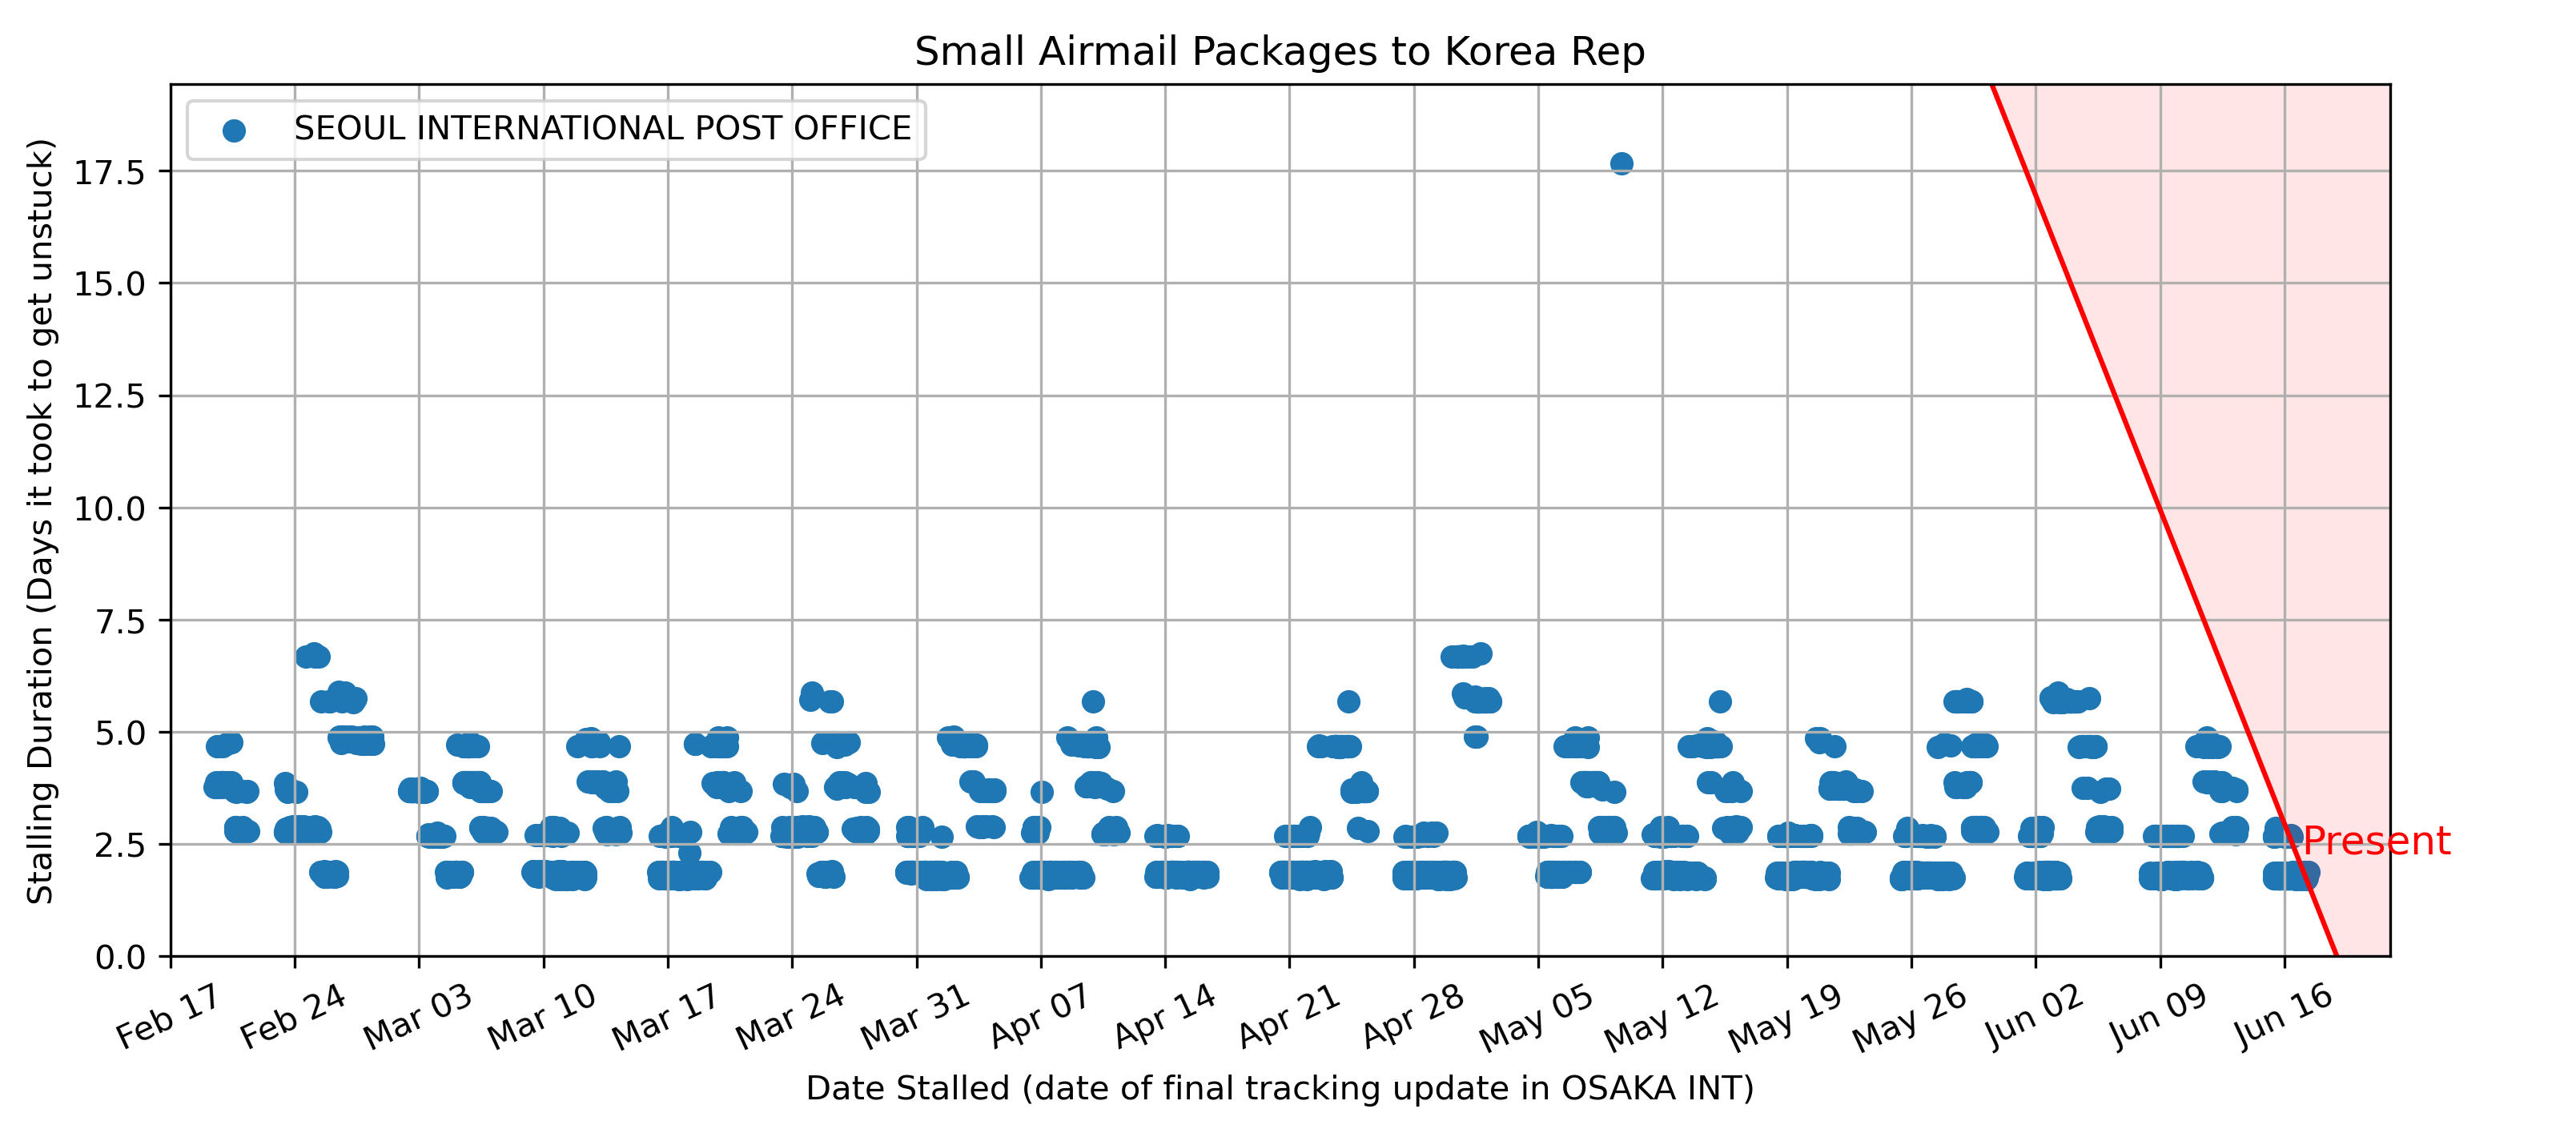 Small Airmail Packages to Korea Rep
SEOUL INTERNATIONAL POST OFFICE
Stalling Duration (Days it took to get unstuck)
17.5
15.0
12.5
10.0
7.5
5.0
2.5
0.0
Present
Feb 17
Feb 24
Mar 03
Mar 10
Mar 17
Mar 24
Mar 31
Apr 07
Apr 14
Apr 21
Apr 28
May 05
May 12
May 19
May 26
Jun 02
Jun 09
Jun 16
Date Stalled (date of final tracking update in OSAKA INT)